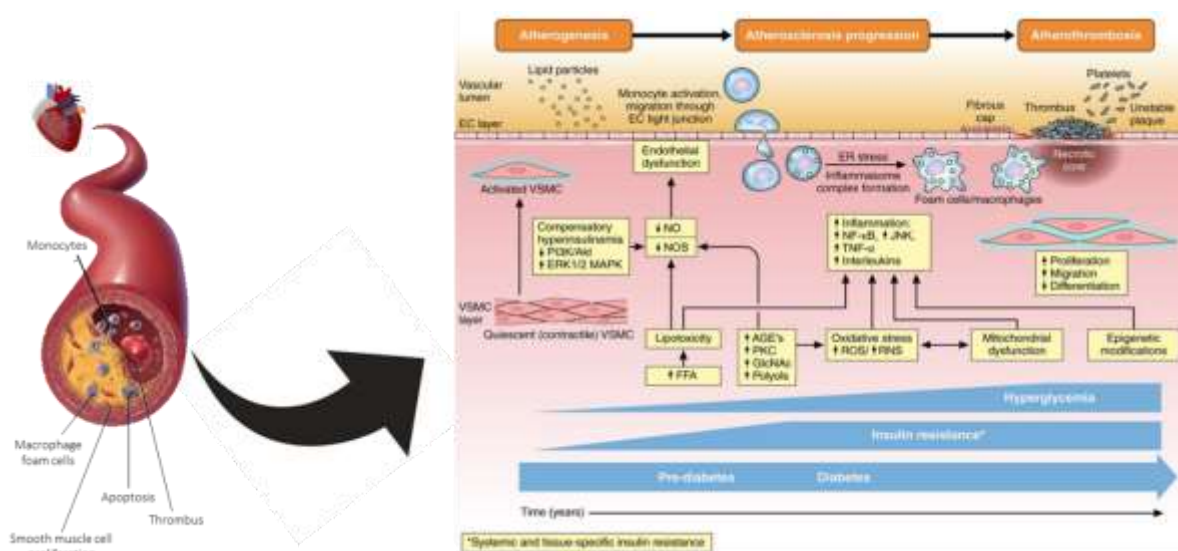 Monocytes
Macrophage
foam cells
Apoptosis
Thrombus
Smooth muscle cell
Atherogenesis
Atherosclerosis progression
Atherothrombosis
Vascular
lumen
EC layer
Lipid particles
Monocyte activation,
migration through
EC tight junction
Platelets
Fibrous
cap
Thrombus
Unstable
plaque
Necrotic
core
Endothelial
dysfunction
ER stress
Inflammasome
complex formation
Foam cells/macrophages
Activated VSMC
Compensatory
hyperinsulinemia
↓ PI3K/Akt
↑ ERK1/2 MAPK
↓ NO
↓ NOS
↑ Inflammation:
↑ NF-κB, ↑ JNK,
↑ TNF-α
↑ Interleukins
↑ Proliferation
↑ Migration
↓ Differentiation
VSMC
layer
Quiescent (contractile) VSMC
Lipotoxicity
↑ FFA
↑ AGE's
↑ PKC
↑ GlcNAc
↑ Polyols
Oxidative stress
↑ ROS/ ↑ RNS
Mitochondrial
dysfunction
Epigenetic
modifications
Hyperglycemia
Insulin resistance*
Pre-diabetes
Diabetes
Time (years)
*Systemic and tissue-specific insulin resistance